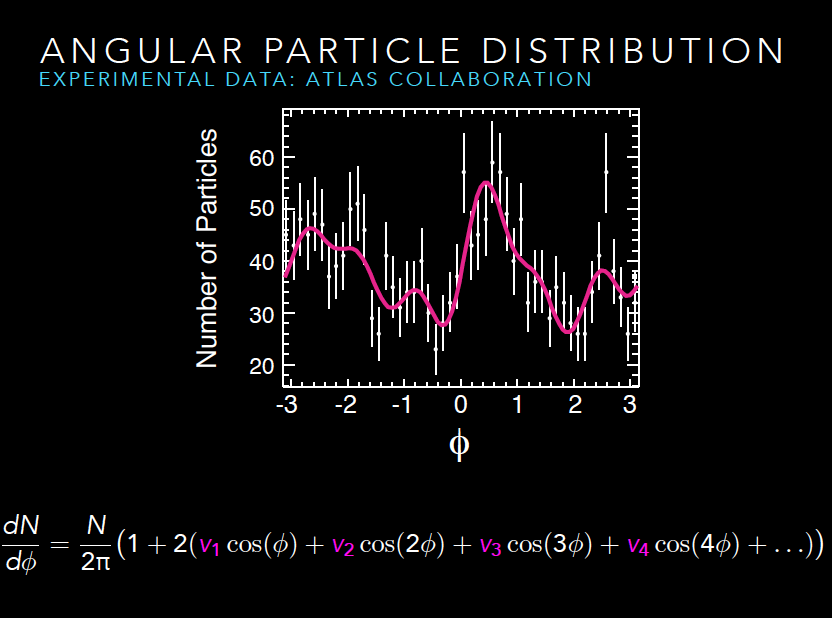 ANGULAR PARTICLE DISTRIBUTION
EXPERIMENTAL DATA: ATLAS COLLABORATION
Number of Particles
60
50
40
30
20
-3 -2 -1 0 1 2 3
ϕ
dN/dϕ = N/2π (1 + 2(v₁ cos(ϕ) + v₂ cos(2ϕ) + v₃ cos(3ϕ) + v₄ cos(4ϕ) + ...))